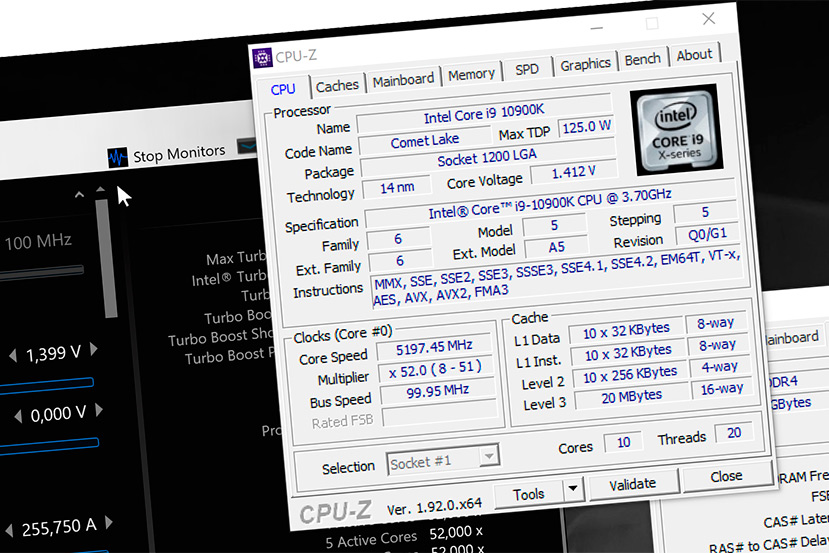 CPU-Z
CPU Caches Mainboard Memory SPD Graphics Bench About
Processor
Name Intel Core i9 10900K
Code Name Comet Lake Max TDP 125.0 W
Package Socket 1200 LGA
Technology 14 nm Core Voltage 1.412 V
Specification Intel® Core™ i9-10900K CPU @ 3.70GHz
Family 6 Model 5 Stepping 5
Ext. Family 6 Ext. Model A5 Revision Q0/G1
Instructions MMX, SSE, SSE2, SSE3, SSSE3, SSE4.1, SSE4.2, EM64T, VT-x,
AES, AVX, AVX2, FMA3
intel
CORE i9
X-series
Clocks (Core #0)
Core Speed 5197.45 MHz
Multiplier x 52.0 ( 8 - 51 )
Bus Speed 99.95 MHz
Rated FSB
Cache
L1 Data 10 x 32 KBytes 8-way
L1 Inst. 10 x 32 KBytes 8-way
Level 2 10 x 256 KBytes 4-way
Level 3 20 MBytes 16-way
Selection Socket #1 Cores 10 Threads 20
CPU-Z Ver. 1.92.0.x64 Tools Validate Close
Stop Monitors
100 MHz
Max Turb
Intel® Turb
Turb
Turbo Boo
Turbo Boost Sho
Turbo Boost P
1,399 V
0,000 V
255,750 A
5 Active Cores 52,000 x
52,000 x
ainboard
DDR4
GBytes
RAM Fre
FSB
CAS# Late
RAS# to CAS# Dela